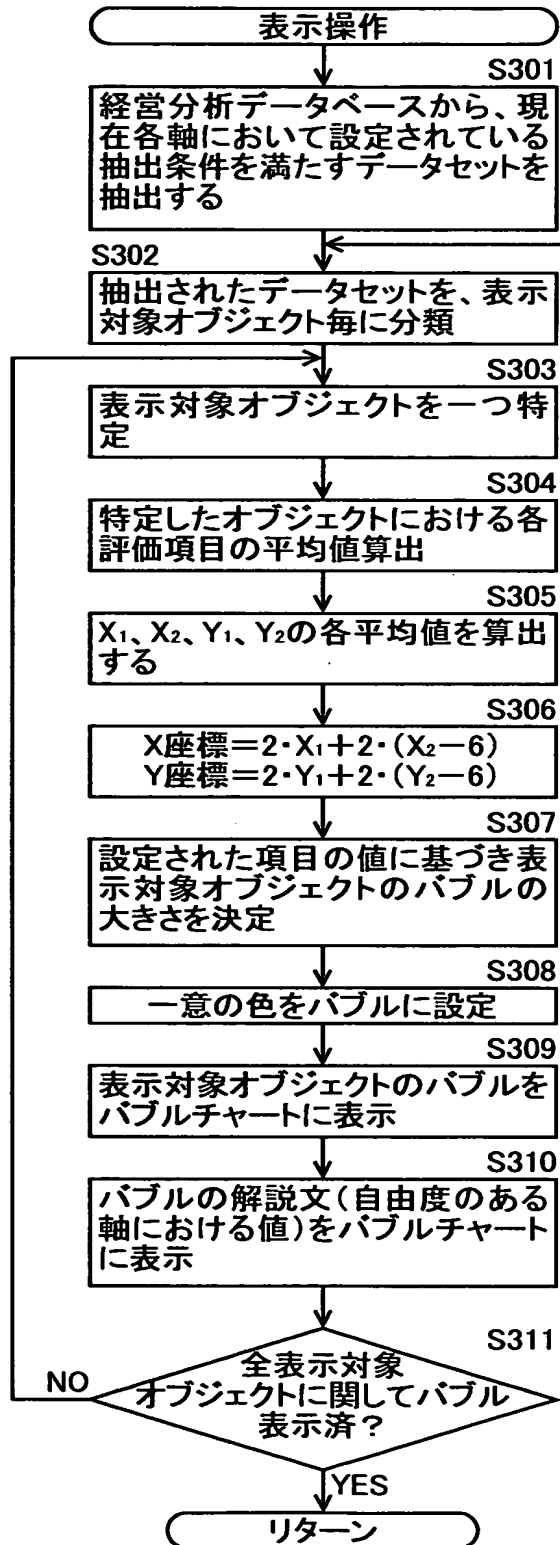 表示操作
S301
経営分析データベースから、現
在各軸において設定されている
抽出条件を満たすデータセットを
抽出する
S302
抽出されたデータセットを、表示
対象オブジェクト毎に分類
S303
表示対象オブジェクトを一つ特
定
S304
特定したオブジェクトにおける各
評価項目の平均値算出
S305
X₁、X₂、Y₁、Y₂の各平均値を算出
する
S306
X座標=2・X₁+2・(X₂-6)
Y座標=2・Y₁+2・(Y₂-6)
S307
設定された項目の値に基づき表
示対象オブジェクトのバブルの
大きさを決定
S308
一意の色をバブルに設定
S309
表示対象オブジェクトのバブルを
バブルチャートに表示
S310
バブルの解説文(自由度のある
軸における値)をバブルチャート
に表示
S311
全表示対象
オブジェクトに関してバブル
表示済?
NO
YES
リターン